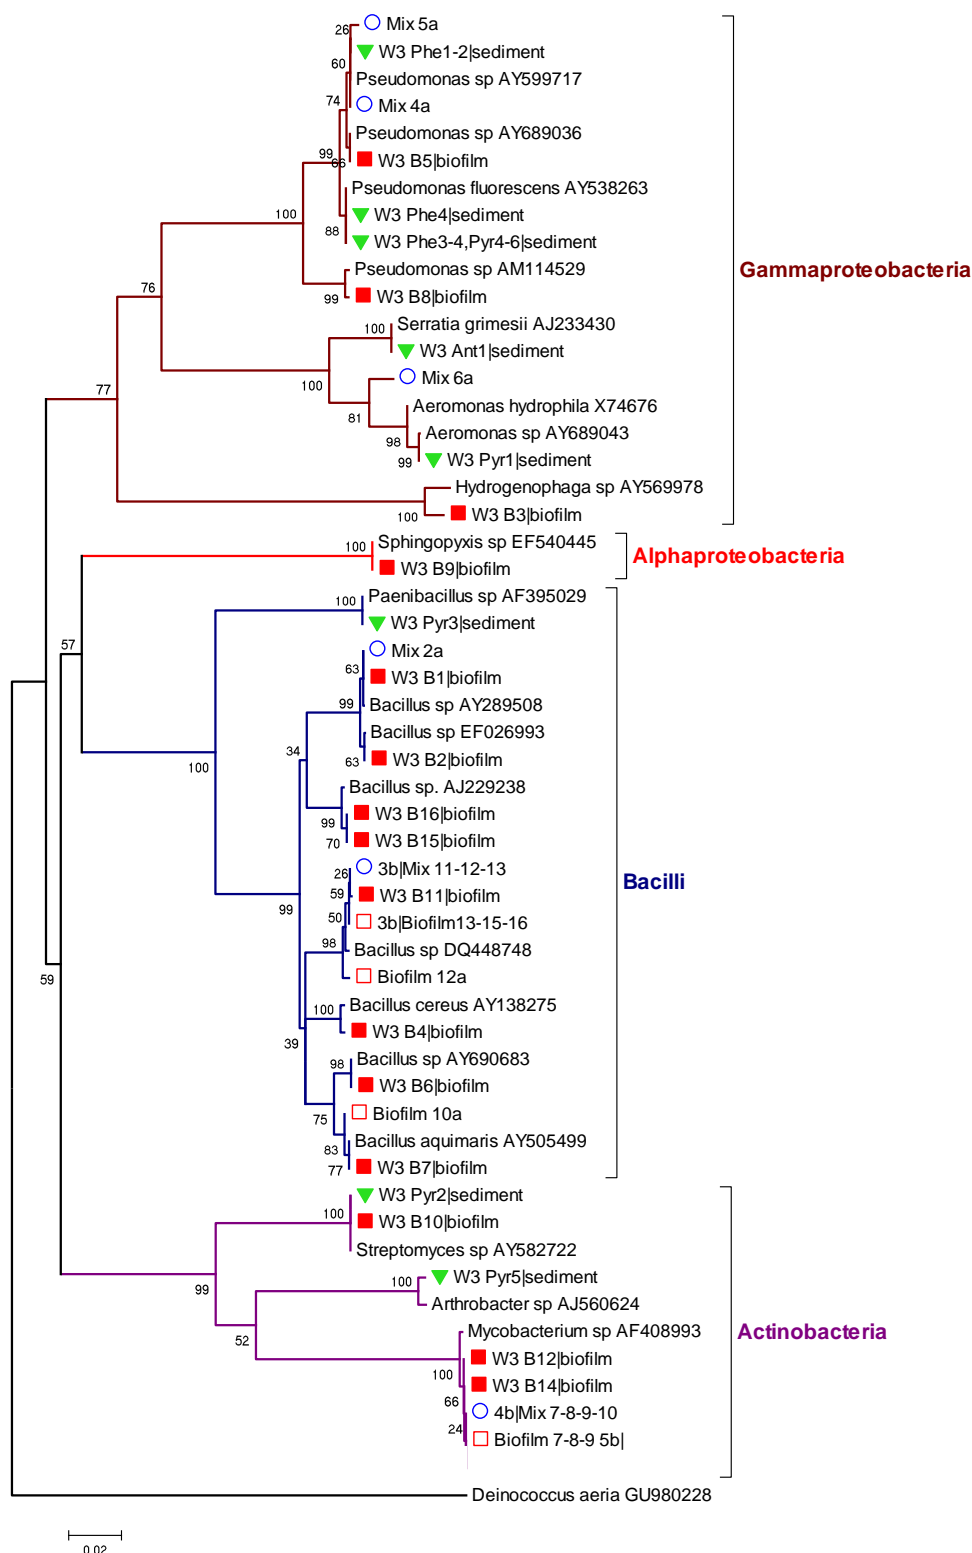 Mix 5a
26
W3 Phe1-2|sediment
60
Pseudomonas sp AY599717
74
Mix 4a
Pseudomonas sp AY689036
99
66
W3 B5|biofilm
Pseudomonas fluorescens AY538263
100
W3 Phe4|sediment
88
W3 Phe3-4,Pyr4-6|sediment
Gammaproteobacteria
Pseudomonas sp AM114529
76
99
W3 B8|biofilm
Serratia grimesii AJ233430
100
W3 Ant1|sediment
Mix 6a
100
77
Aeromonas hydrophila X74676
81
Aeromonas sp AY689043
98
99
W3 Pyr1|sediment
Hydrogenophaga sp AY569978
100
W3 B3|biofilm
Sphingopyxis sp EF540445
100
Alphaproteobacteria
W3 B9|biofilm
Paenibacillus sp AF395029
100
W3 Pyr3|sediment
57
Mix 2a
63
W3 B1|biofilm
99
Bacillus sp AY289508
Bacillus sp EF026993
34
63
W3 B2|biofilm
100
Bacillus sp. AJ229238
W3 B16|biofilm
99
70
W3 B15|biofilm
3b|Mix 11-12-13
26
Bacilli
59
W3 B11|biofilm
99
50
3b|Biofilm13-15-16
98
Bacillus sp DQ448748
59
Biofilm 12a
Bacillus cereus AY138275
100
W3 B4|biofilm
39
Bacillus sp AY690683
98
W3 B6|biofilm
75
Biofilm 10a
Bacillus aquimaris AY505499
83
77
W3 B7|biofilm
W3 Pyr2|sediment
100
W3 B10|biofilm
Streptomyces sp AY582722
99
W3 Pyr5|sediment
100
Arthrobacter sp AJ560624
52
Mycobacterium sp AF408993
Actinobacteria
W3 B12|biofilm
100
W3 B14|biofilm
66
4b|Mix 7-8-9-10
24
Biofilm 7-8-9 5b|
Deinococcus aeria GU980228
0.02